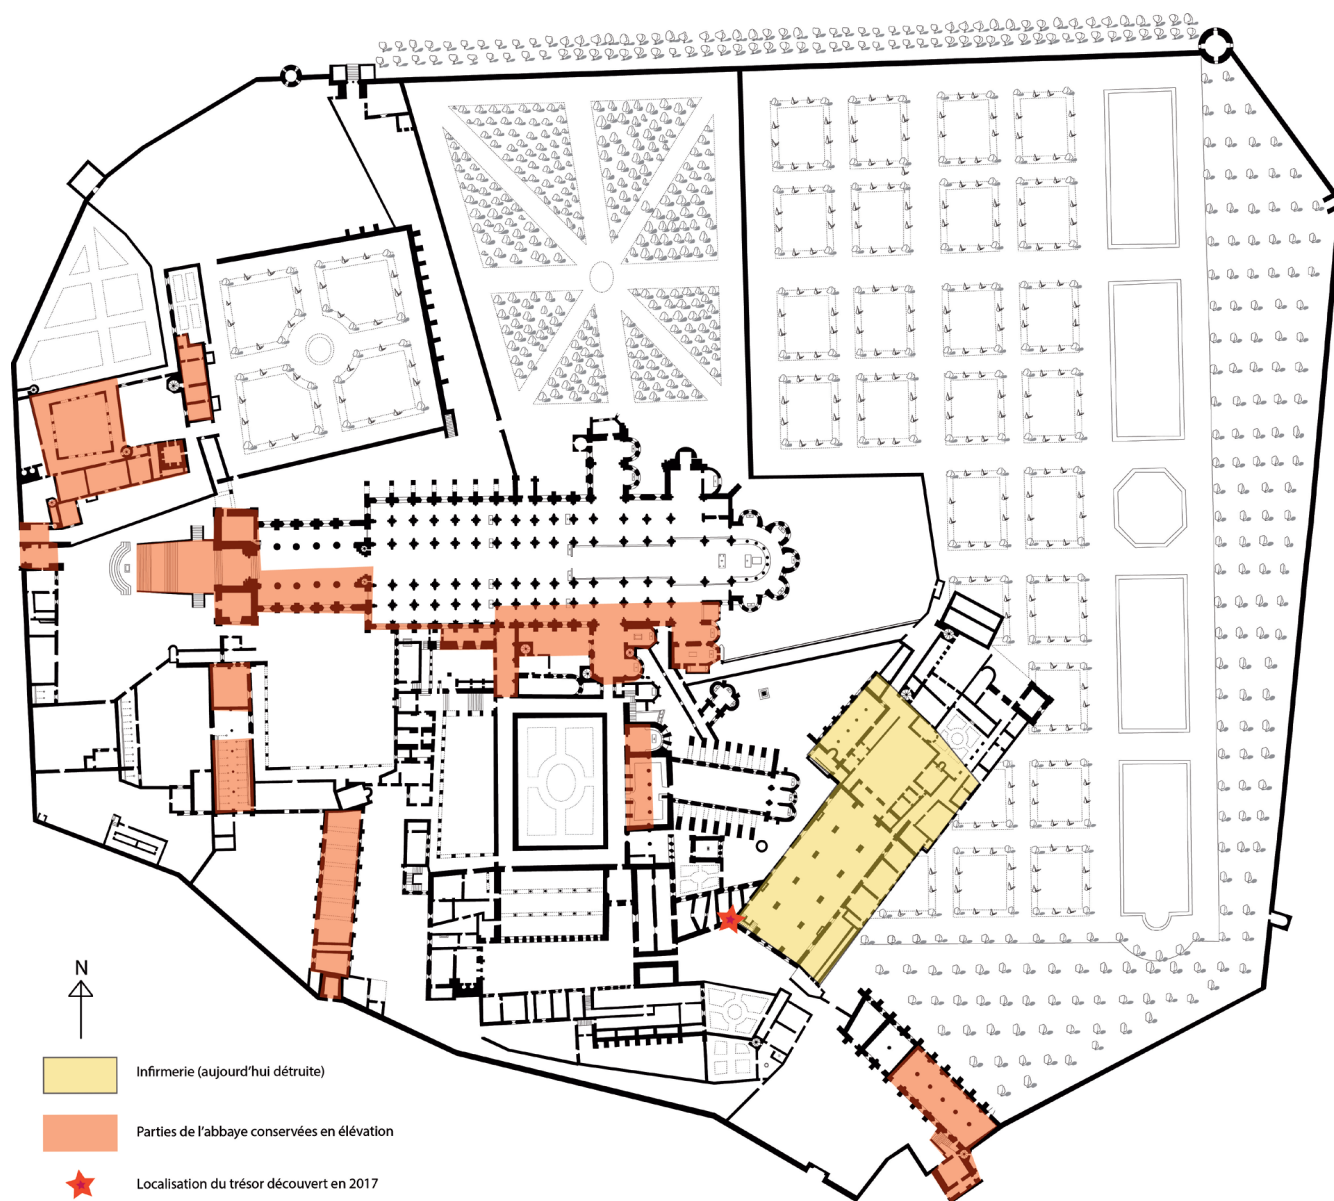 N
Infirmerie (aujourd'hui détruite)
Parties de l'abbaye conservées en élévation
Localisation du trésor découvert en 2017